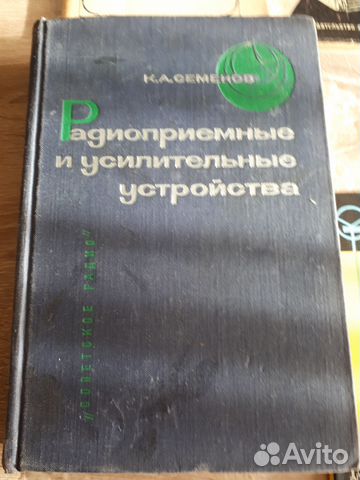 К.А.СЕМЕНОВ
Радиоприемные
и усилительные
устройства
„СОВЕТСКОЕ РАДИО"
Avito